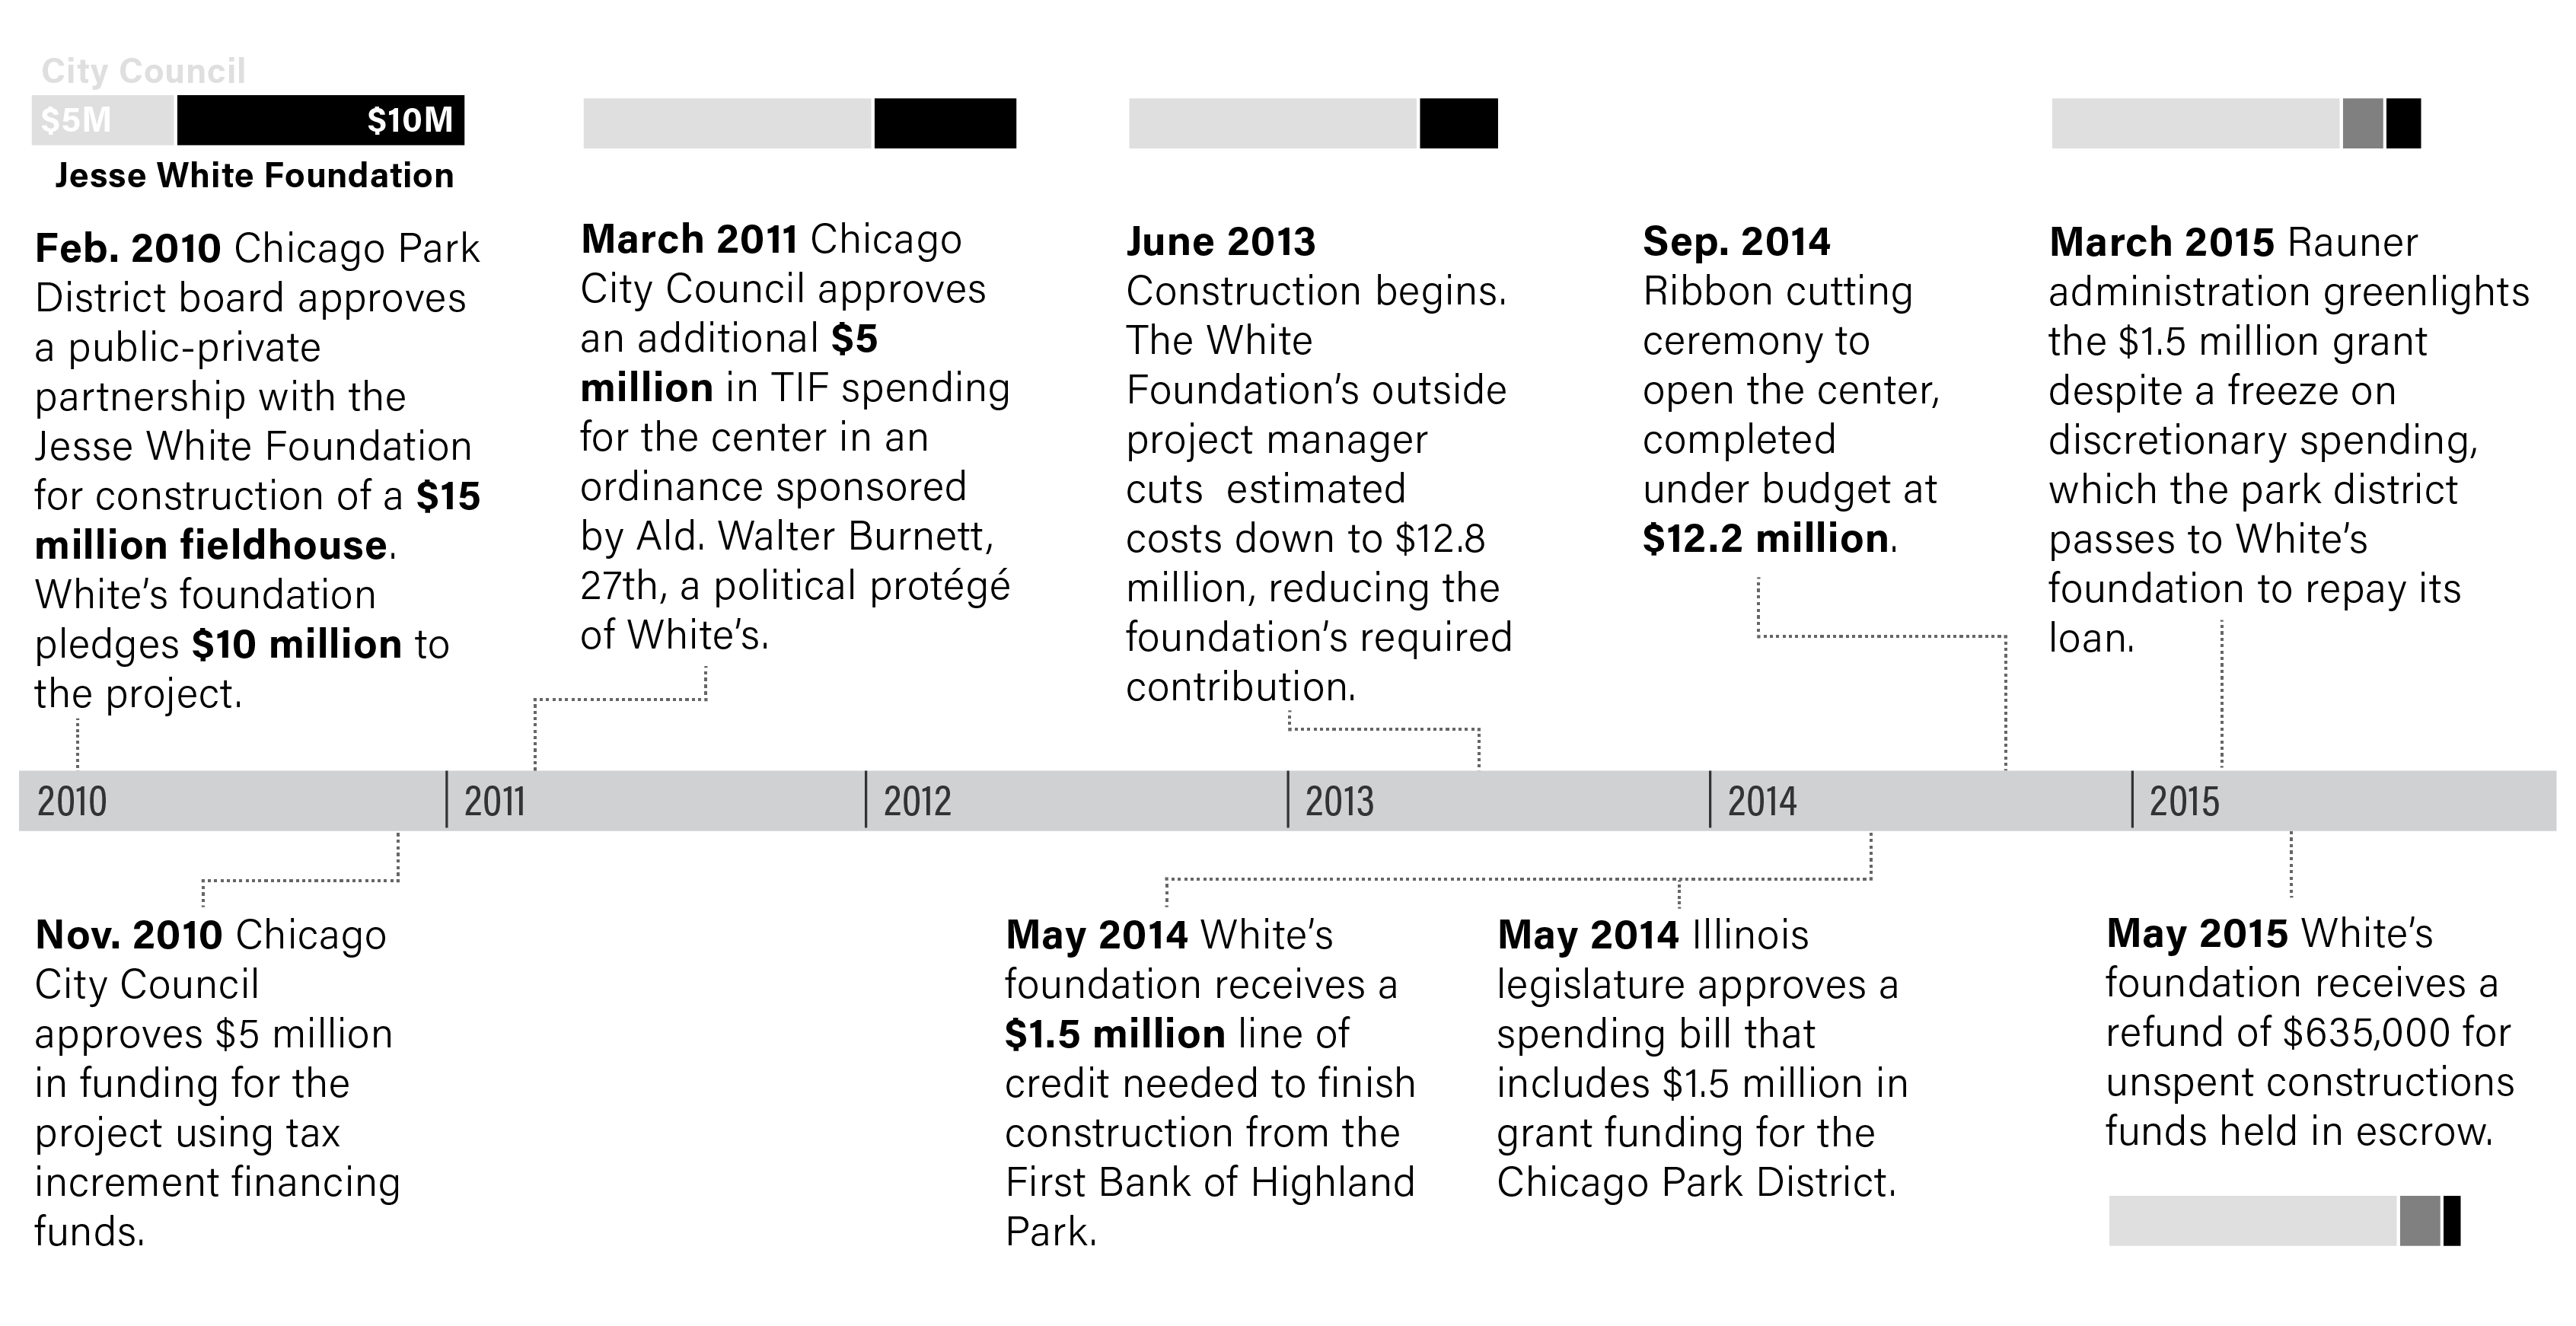 City Council
$5M
$10M
Jesse White Foundation
Feb. 2010 Chicago Park
District board approves
a public-private
partnership with the
Jesse White Foundation
for construction of a $15
million fieldhouse.
White’s foundation
pledges $10 million to
the project.
March 2011 Chicago
City Council approves
an additional $5
million in TIF spending
for the center in an
ordinance sponsored
by Ald. Walter Burnett,
27th, a political protégé
of White’s.
June 2013
Construction begins.
The White
Foundation’s outside
project manager
cuts  estimated
costs down to $12.8
million, reducing the
foundation’s required
contribution.
Sep. 2014
Ribbon cutting
ceremony to
open the center,
completed
under budget at
$12.2 million.
March 2015 Rauner
administration greenlights
the $1.5 million grant
despite a freeze on
discretionary spending,
which the park district
passes to White’s
foundation to repay its
loan.
2010
2011
2012
2013
2014
2015
Nov. 2010 Chicago
City Council
approves $5 million
in funding for the
project using tax
increment financing
funds.
May 2014 White’s
foundation receives a
$1.5 million line of
credit needed to finish
construction from the
First Bank of Highland
Park.
May 2014 Illinois
legislature approves a
spending bill that
includes $1.5 million in
grant funding for the
Chicago Park District.
May 2015 White’s
foundation receives a
refund of $635,000 for
unspent constructions
funds held in escrow.